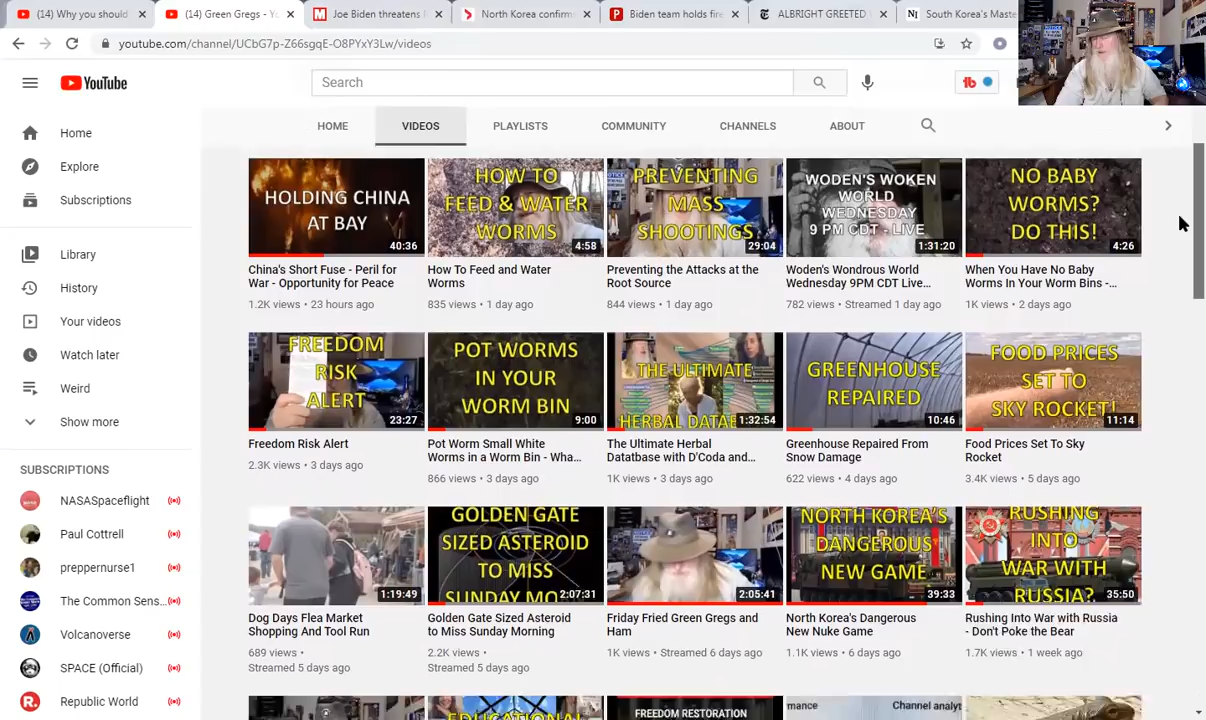 (14) Why you should
(14) Green Gregs - Yo
Joe Biden threatens
North Korea confirm
Biden team holds fire
ALBRIGHT GREETED
South Korea's Maste
youtube.com/channel/UCbG7p-Z66sgqE-O8PYxY3Lw/videos
YouTube
Search
tb
HOME
VIDEOS
PLAYLISTS
COMMUNITY
CHANNELS
ABOUT
Home
Explore
Subscriptions
Library
History
Your videos
Watch later
Weird
Show more
SUBSCRIPTIONS
NASASpaceflight
Paul Cottrell
preppernurse1
The Common Sens...
Volcanoverse
SPACE (Official)
Republic World
HOLDING CHINA
AT BAY
40:36
China's Short Fuse - Peril for
War - Opportunity for Peace
1.2K views • 23 hours ago
HOW TO
FEED & WATER
WORMS
4:58
How To Feed and Water
Worms
835 views • 1 day ago
PREVENTING
MASS
SHOOTINGS
29:04
Preventing the Attacks at the
Root Source
844 views • 1 day ago
WODEN'S WOKEN
WORLD
WEDNESDAY
9 PM CDT - LIVE
1:31:20
Woden's Wondrous World
Wednesday 9PM CDT Live...
782 views • Streamed 1 day ago
NO BABY
WORMS?
DO THIS!
4:26
When You Have No Baby
Worms In Your Worm Bins -...
1K views • 2 days ago
FREEDOM
RISK
ALERT
23:27
Freedom Risk Alert
2.3K views • 3 days ago
POT WORMS
IN YOUR
WORM BIN
9:00
Pot Worm Small White
Worms in a Worm Bin - Wha...
866 views • 3 days ago
THE ULTIMATE
HERBAL DATABA
1:32:54
The Ultimate Herbal
Datatbase with D'Coda and...
1K views • 3 days ago
GREENHOUSE
REPAIRED
10:46
Greenhouse Repaired From
Snow Damage
622 views • 4 days ago
FOOD PRICES
SET TO
SKY ROCKET!
11:14
Food Prices Set To Sky
Rocket
3.4K views • 5 days ago
1:19:49
Dog Days Flea Market
Shopping And Tool Run
689 views •
Streamed 5 days ago
GOLDEN GATE
SIZED ASTEROID
TO MISS
SUNDAY MO
2:07:31
Golden Gate Sized Asteroid
to Miss Sunday Morning
2.2K views •
Streamed 5 days ago
2:05:41
Friday Fried Green Gregs and
Ham
1K views • Streamed 6 days ago
NORTH KOREA'S
DANGEROUS
NEW GAME
39:33
North Korea's Dangerous
New Nuke Game
1.1K views • 6 days ago
RUSHING
INTO
WAR WITH
RUSSIA?
35:50
Rushing Into War with Russia
- Don't Poke the Bear
1.7K views • 1 week ago
EDUCATIONAL
FREEDOM RESTORATION
mance
Channel analyt